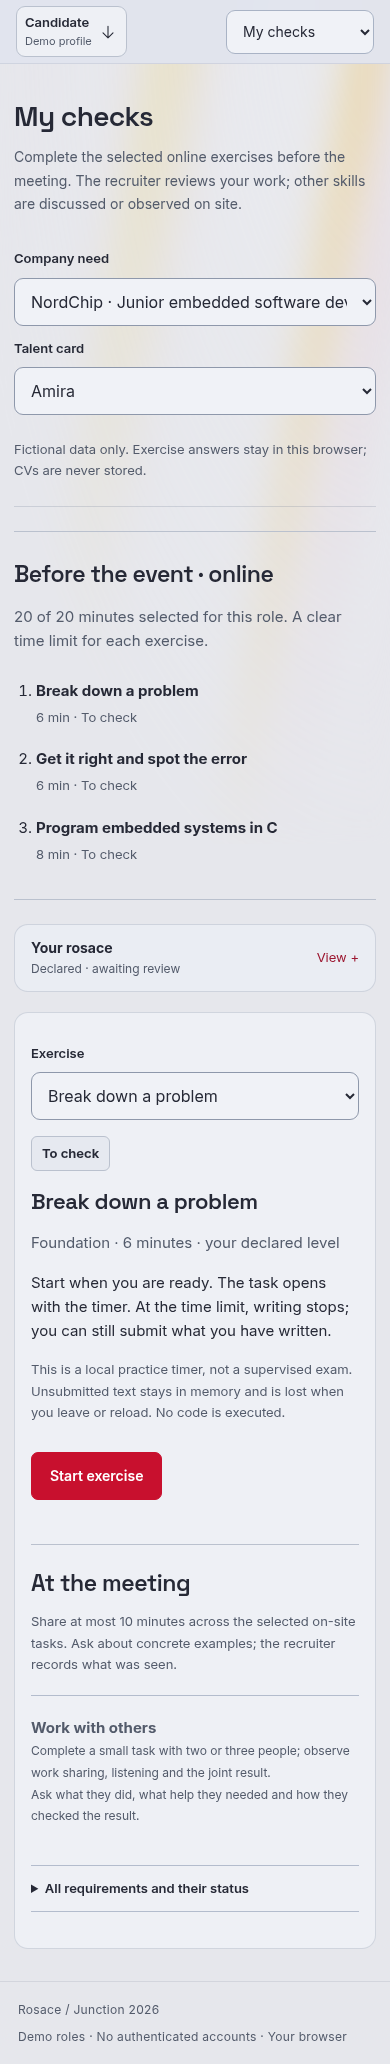 Candidate
Demo profile
My checks
My checks
Complete the selected online exercises before the
meeting. The recruiter reviews your work; other skills
are discussed or observed on site.
Company need
NordChip · Junior embedded software dev
Talent card
Amira
Fictional data only. Exercise answers stay in this browser;
CVs are never stored.
Before the event · online
20 of 20 minutes selected for this role. A clear
time limit for each exercise.
1. Break down a problem
6 min · To check
2. Get it right and spot the error
6 min · To check
3. Program embedded systems in C
8 min · To check
Your rosace
Declared · awaiting review
View +
Exercise
Break down a problem
To check
Break down a problem
Foundation · 6 minutes · your declared level
Start when you are ready. The task opens
with the timer. At the time limit, writing stops;
you can still submit what you have written.
This is a local practice timer, not a supervised exam.
Unsubmitted text stays in memory and is lost when
you leave or reload. No code is executed.
Start exercise
At the meeting
Share at most 10 minutes across the selected on-site
tasks. Ask about concrete examples; the recruiter
records what was seen.
Work with others
Complete a small task with two or three people; observe
work sharing, listening and the joint result.
Ask what they did, what help they needed and how they
checked the result.
All requirements and their status
Rosace / Junction 2026
Demo roles · No authenticated accounts · Your browser